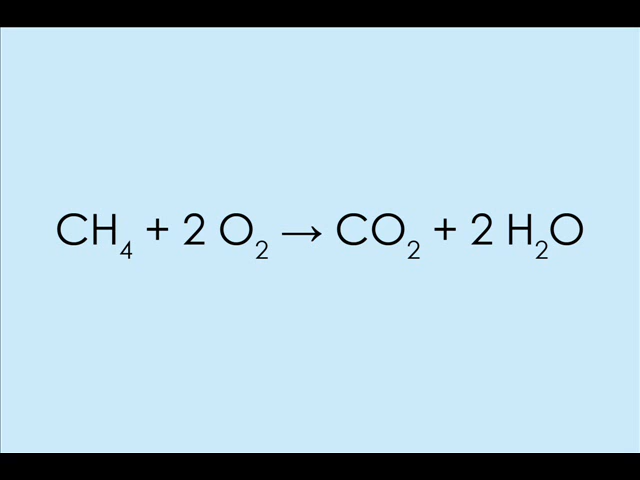 CH₄ + 2 O₂ → CO₂ + 2 H₂O